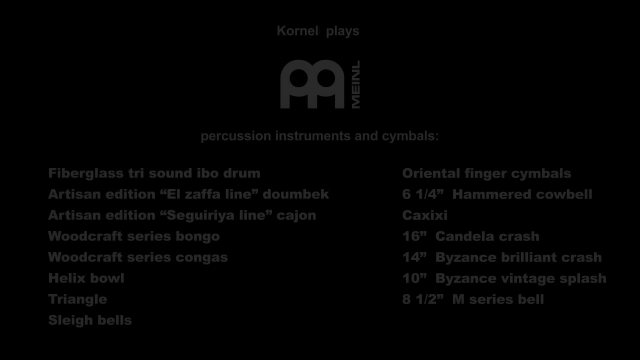 Kornel plays
MEINL
percussion instruments and cymbals:
Fiberglass tri sound ibo drum
Artisan edition “El zaffa line” doumbek
Artisan edition “Seguiriya line” cajon
Woodcraft series bongo
Woodcraft series congas
Helix bowl
Triangle
Sleigh bells
Oriental finger cymbals
6 1/4” Hammered cowbell
Caxixi
16” Candela crash
14” Byzance brilliant crash
10” Byzance vintage splash
8 1/2” M series bell